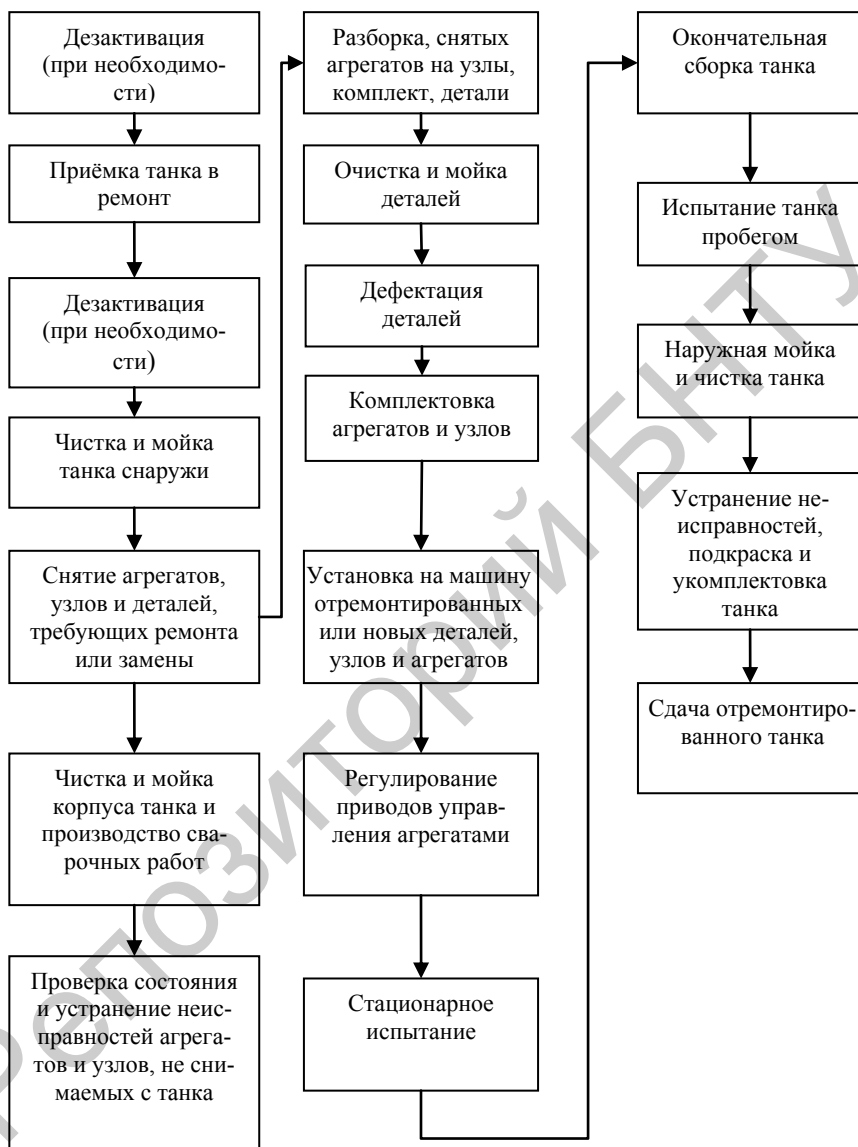 Дезактивация
(при необходимо-
сти)
Приёмка танка в
ремонт
Дезактивация
(при необходимо-
сти)
Чистка и мойка
танка снаружи
Снятие агрегатов,
узлов и деталей,
требующих ремонта
или замены
Чистка и мойка
корпуса танка и
производство сва-
рочных работ
Проверка состояния
и устранение неис-
правностей агрега-
тов и узлов, не сни-
маемых с танка
Разборка, снятых
агрегатов на узлы,
комплект, детали
Очистка и мойка
деталей
Дефектация
деталей
Комплектовка
агрегатов и узлов
Установка на машину
отремонтированных
или новых деталей,
узлов и агрегатов
Регулирование
приводов управ-
ления агрегатами
Стационарное
испытание
Окончательная
сборка танка
Испытание танка
пробегом
Наружная мойка
и чистка танка
Устранение не-
исправностей,
подкраска и
укомплектовка
танка
Сдача отремонтиро-
ванного танка
Репозиторий БНТУ